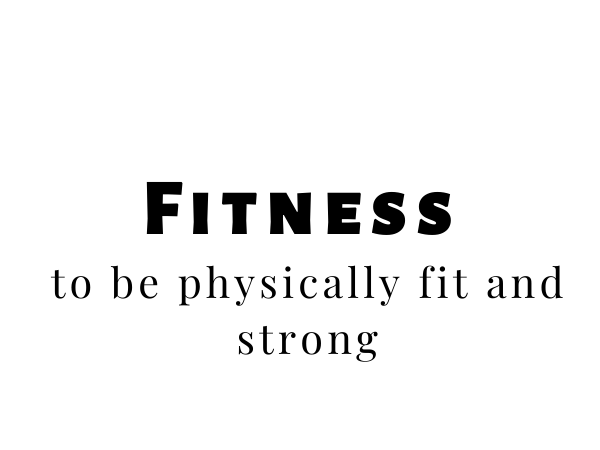 Fitness
to be physically fit and
strong